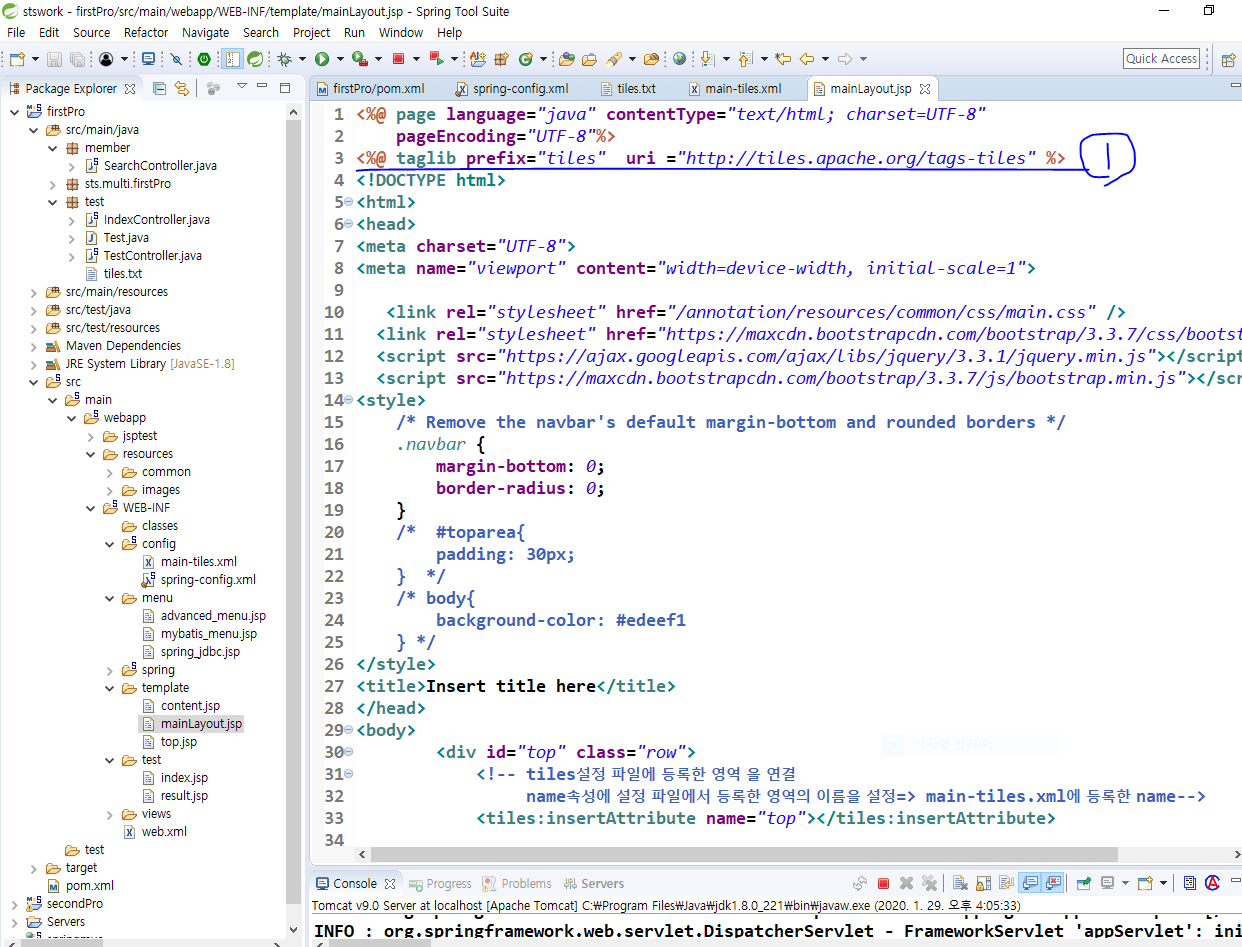 stswork - firstPro/src/main/webapp/WEB-INF/template/mainLayout.jsp - Spring Tool Suite
File Edit Source Refactor Navigate Search Project Run Window Help
Quick Access
Package Explorer
firstPro
src/main/java
member
SearchController.java
sts.multi.firstPro
test
IndexController.java
Test.java
TestController.java
tiles.txt
src/main/resources
src/test/java
src/test/resources
Maven Dependencies
JRE System Library [JavaSE-1.8]
src
main
webapp
jsptest
resources
common
images
WEB-INF
classes
config
main-tiles.xml
spring-config.xml
menu
advanced_menu.jsp
mybatis_menu.jsp
spring_jdbc.jsp
spring
template
content.jsp
mainLayout.jsp
top.jsp
test
index.jsp
result.jsp
views
web.xml
test
target
pom.xml
secondPro
Servers
firstPro/pom.xml spring-config.xml tiles.txt main-tiles.xml mainLayout.jsp
1 <%@ page language="java" contentType="text/html; charset=UTF-8"
2 pageEncoding="UTF-8"%>
3 <%@ taglib prefix="tiles" uri ="http://tiles.apache.org/tags-tiles" %> 1
4 <!DOCTYPE html>
5 <html>
6 <head>
7 <meta charset="UTF-8">
8 <meta name="viewport" content="width=device-width, initial-scale=1">
9
10 <link rel="stylesheet" href="/annotation/resources/common/css/main.css" />
11 <link rel="stylesheet" href="https://maxcdn.bootstrapcdn.com/bootstrap/3.3.7/css/bootst
12 <script src="https://ajax.googleapis.com/ajax/libs/jquery/3.3.1/jquery.min.js"></script
13 <script src="https://maxcdn.bootstrapcdn.com/bootstrap/3.3.7/js/bootstrap.min.js"></scr
14 <style>
15 /* Remove the navbar's default margin-bottom and rounded borders */
16 .navbar {
17 margin-bottom: 0;
18 border-radius: 0;
19 }
20 /* #toparea{
21 padding: 30px;
22 } */
23 /* body{
24 background-color: #edeef1
25 } */
26 </style>
27 <title>Insert title here</title>
28 </head>
29 <body>
30 <div id="top" class="row">
31 <!-- tiles설정 파일에 등록한 영역 을 연결
32 name속성에 설정 파일에서 등록한 영역의 이름을 설정=> main-tiles.xml에 등록한 name-->
33 <tiles:insertAttribute name="top"></tiles:insertAttribute>
34
Console Progress Problems Servers
Tomcat v9.0 Server at localhost [Apache Tomcat] C:\Program Files\Java\jdk1.8.0_221\bin\javaw.exe (2020. 1. 29. 오후 4:05:33)
INFO : org.springframework.web.servlet.DispatcherServlet - FrameworkServlet 'appServlet': ini